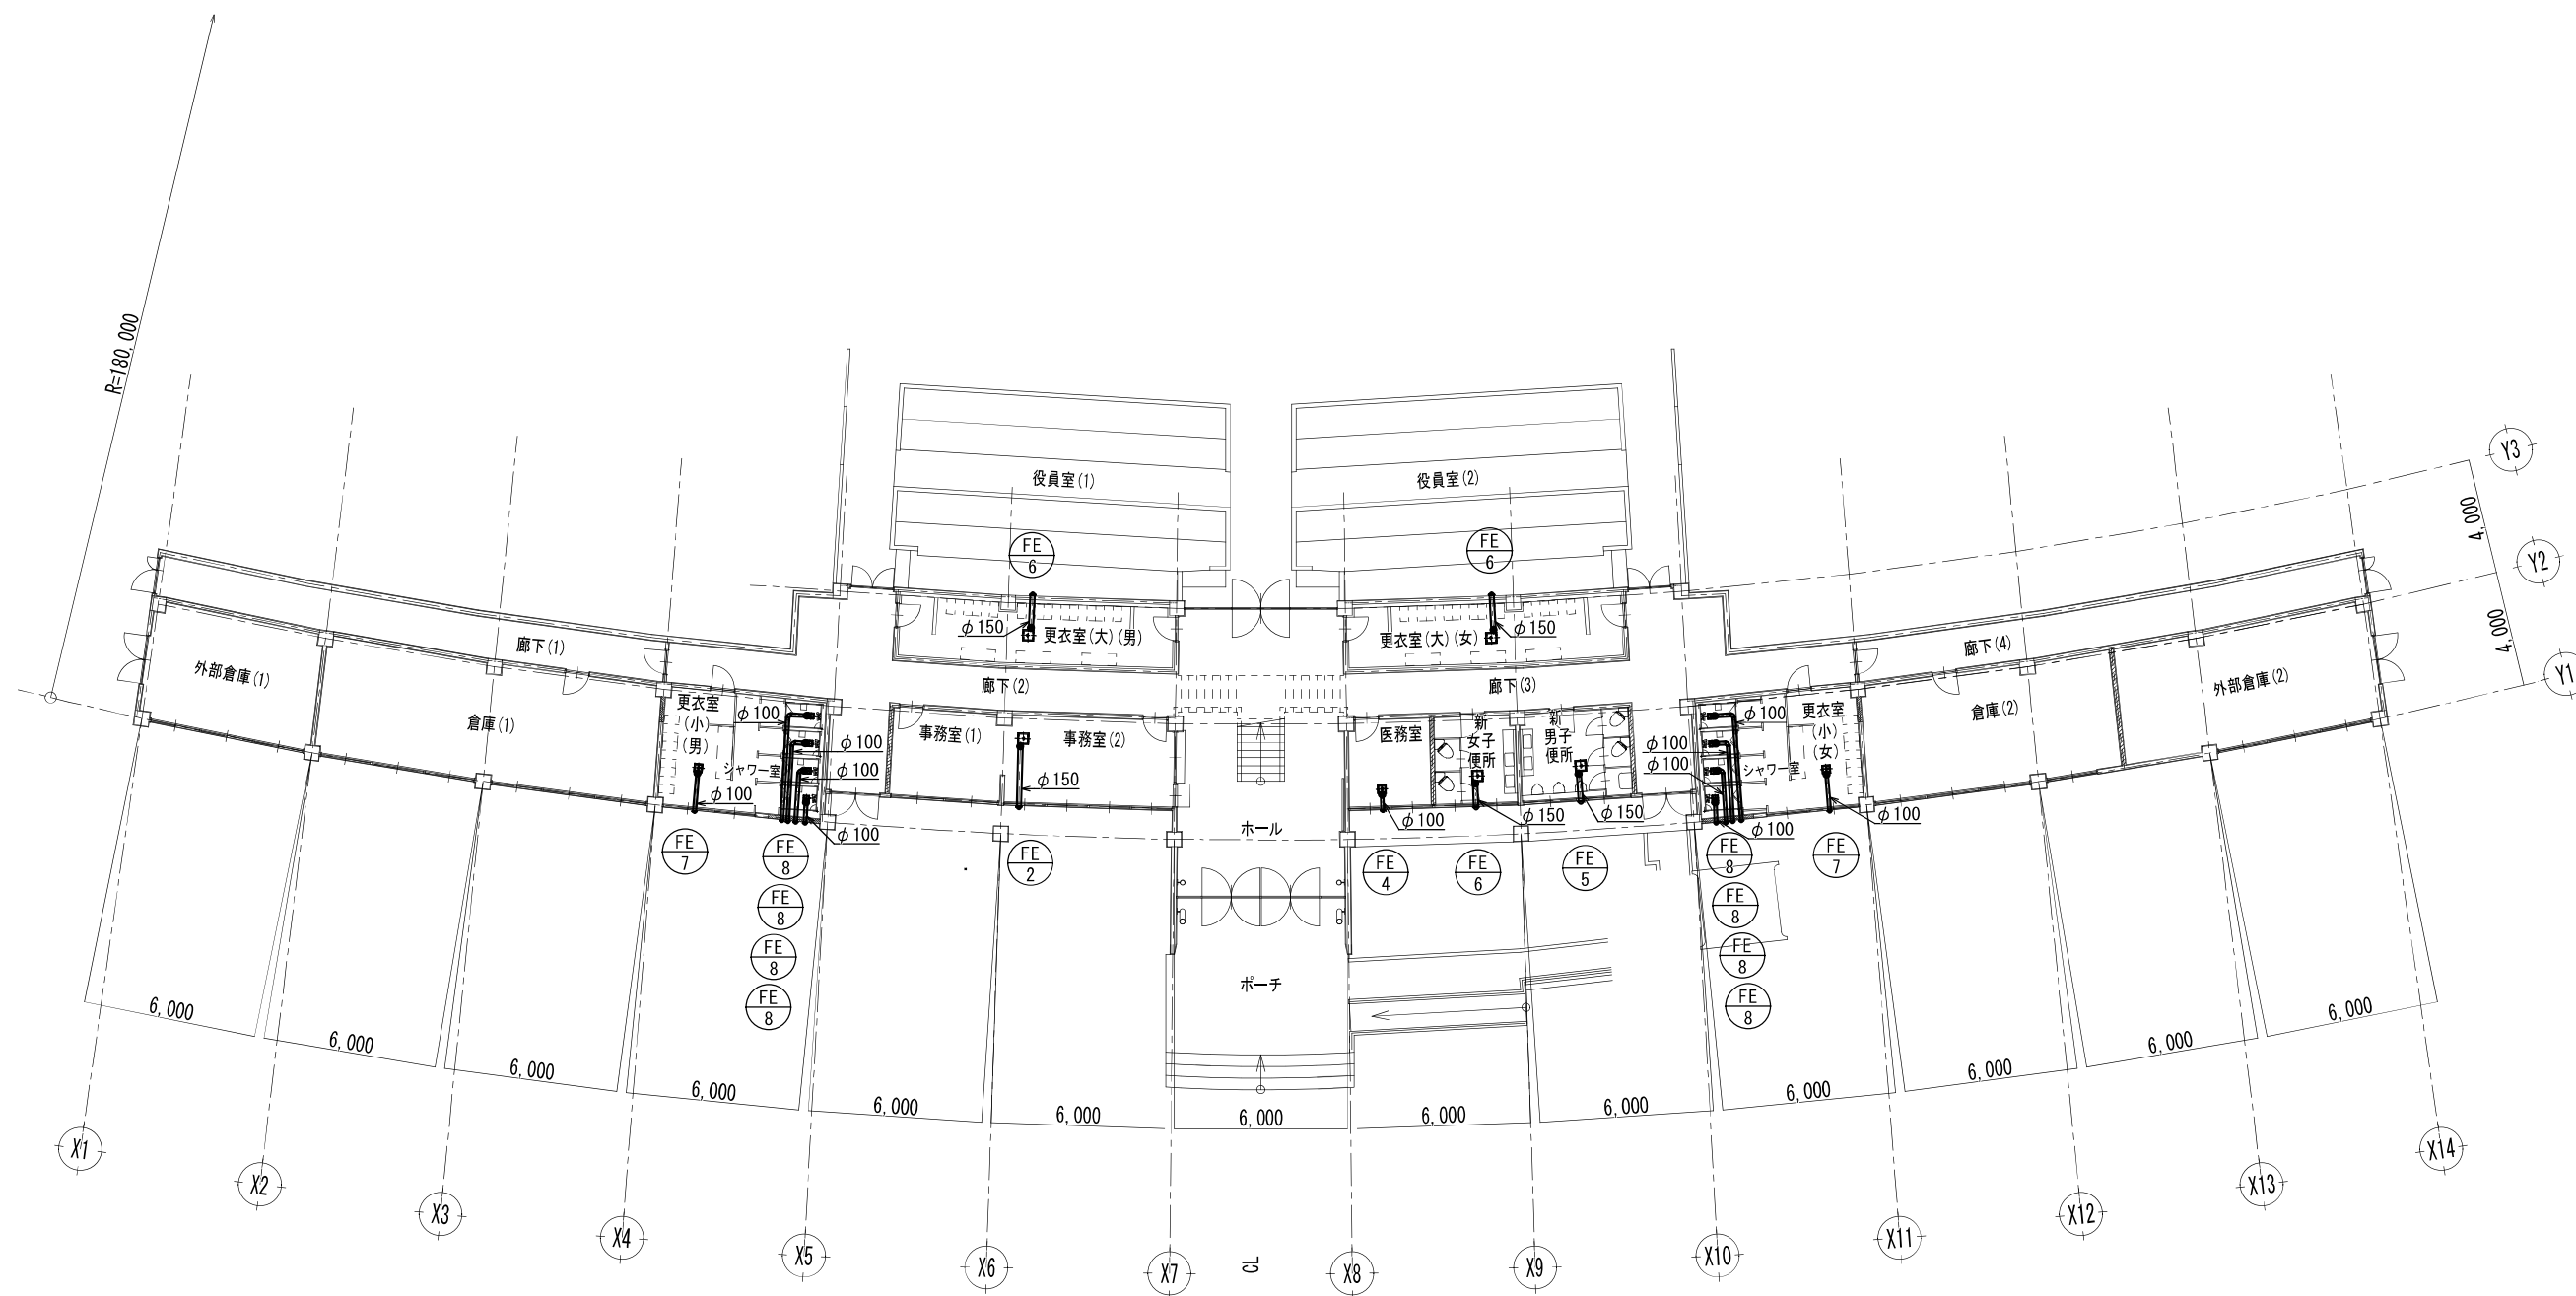 R=180,000
Y3
4,000
Y2
4,000
Y1
役員室(1)
役員室(2)
FE
6
FE
6
φ150
更衣室(大)(男)
更衣室(大)(女)
φ150
廊下(1)
廊下(2)
廊下(3)
廊下(4)
外部倉庫(1)
倉庫(1)
更衣室
(小)
(男)
φ100
φ100
φ100
シャワー室
φ100
φ100
事務室(1)
事務室(2)
φ150
医務室
新
女子
便所
新
男子
便所
φ100
φ150
φ150
φ100
φ100
φ100
シャワー室
更衣室
(小)
(女)
φ100
φ100
倉庫(2)
外部倉庫(2)
ホール
ポーチ
FE
7
FE
8
FE
8
FE
8
FE
8
FE
2
FE
4
FE
6
FE
5
FE
8
FE
8
FE
8
FE
8
FE
7
6,000
6,000
6,000
6,000
6,000
6,000
6,000
6,000
6,000
6,000
6,000
6,000
6,000
X1
X2
X3
X4
X5
X6
X7
CL
X8
X9
X10
X11
X12
X13
X14